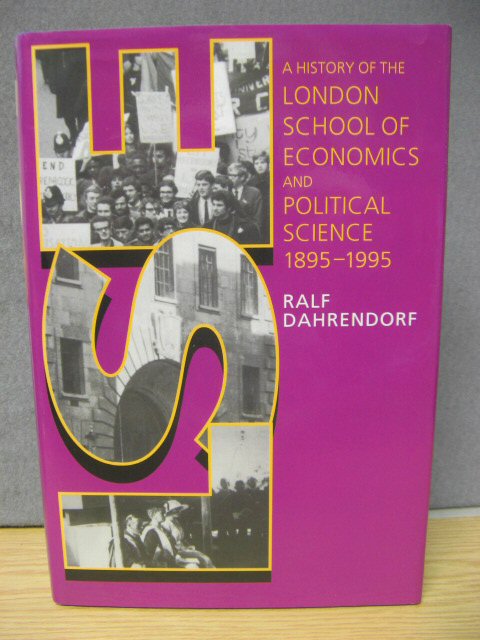 LSE
A HISTORY OF THE
LONDON
SCHOOL OF
ECONOMICS
AND
POLITICAL
SCIENCE
1895–1995
RALF
DAHRENDORF
END